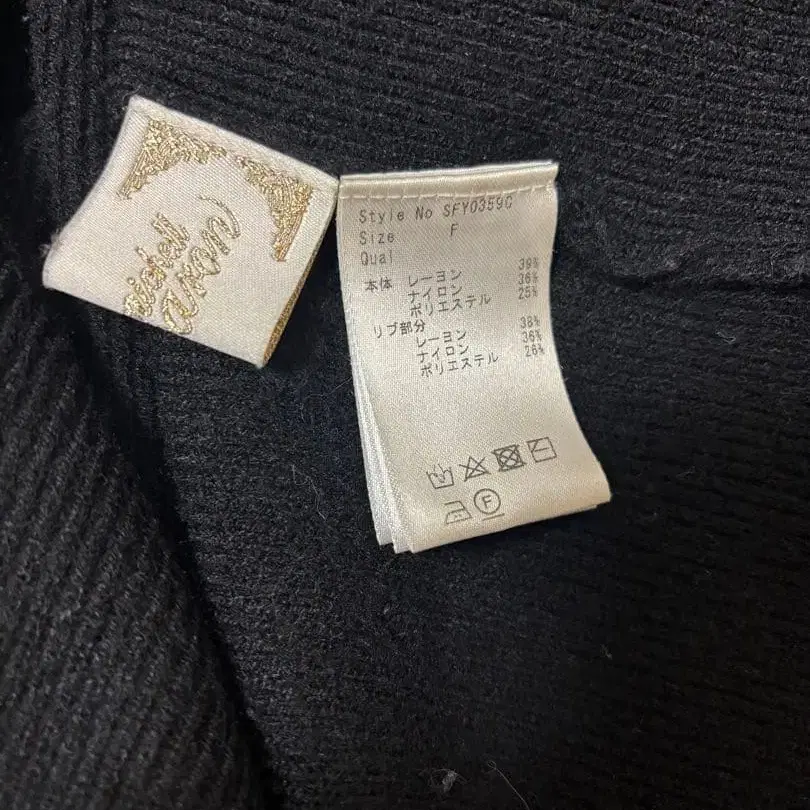 Style No SFY0359G
Size F
Qual
本体 レーヨン 39%
ナイロン 36%
ポリエステル 25%
リブ部分
レーヨン 38%
ナイロン 36%
ポリエステル 26%
F